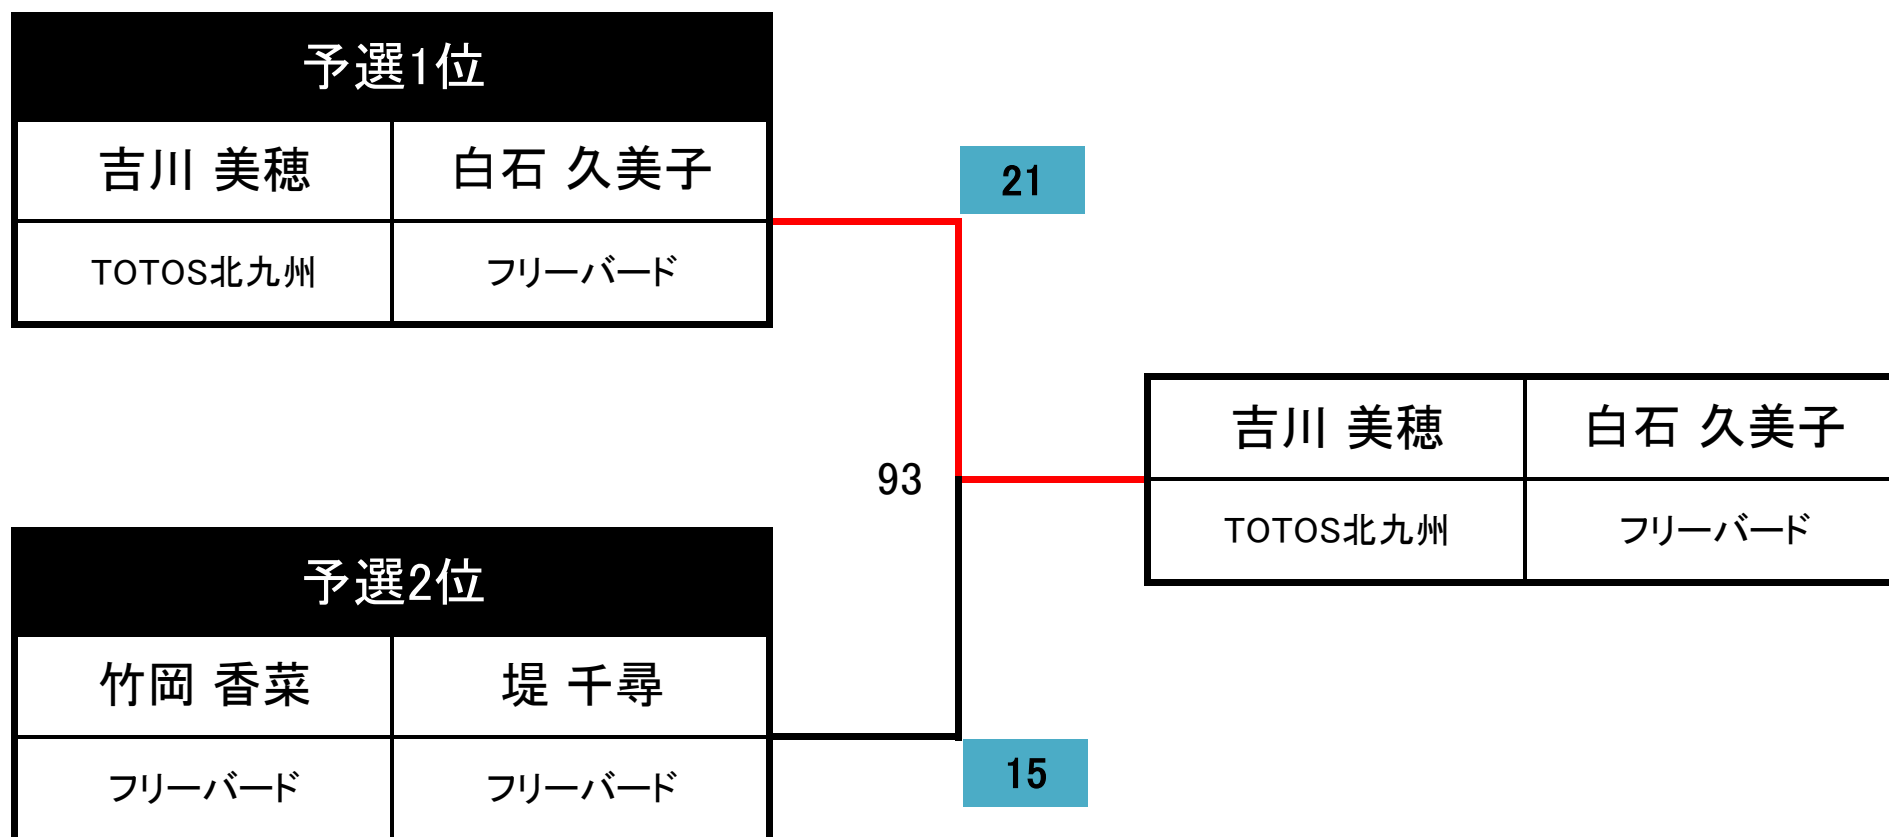 予選1位
吉川 美穂 白石 久美子
TOTOS北九州 フリーバード
21
93
吉川 美穂 白石 久美子
TOTOS北九州 フリーバード
予選2位
竹岡 香菜 堤 千尋
フリーバード フリーバード
15